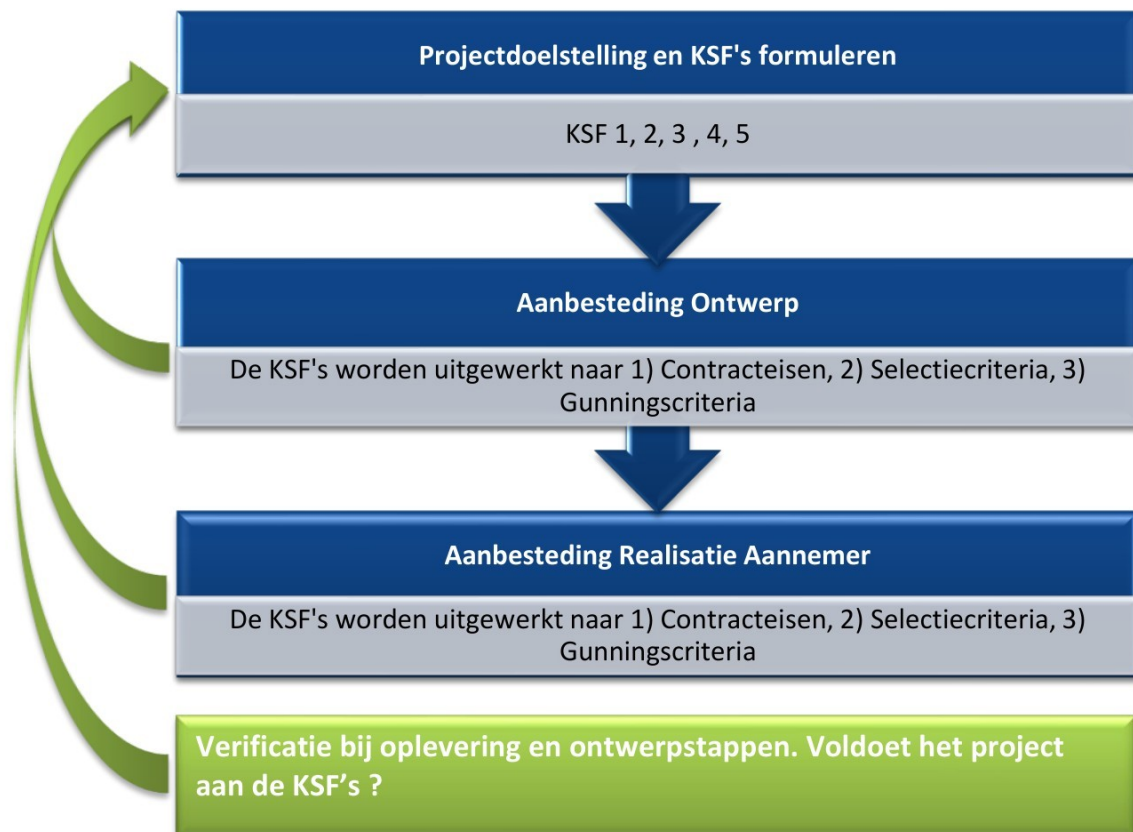 Projectdoelstelling en KSF's formuleren
KSF 1, 2, 3 , 4, 5
Aanbesteding Ontwerp
De KSF's worden uitgewerkt naar 1) Contracteisen, 2) Selectiecriteria, 3)
Gunningscriteria
Aanbesteding Realisatie Aannemer
De KSF's worden uitgewerkt naar 1) Contracteisen, 2) Selectiecriteria, 3)
Gunningscriteria
Verificatie bij oplevering en ontwerpstappen. Voldoet het project
aan de KSF’s ?